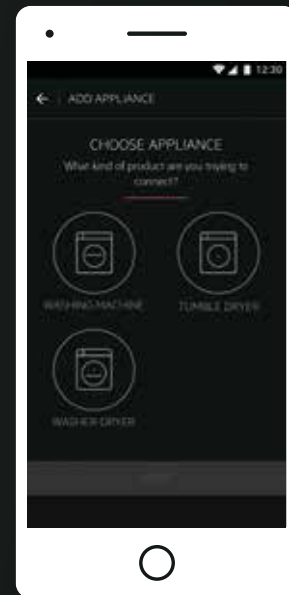 12:30
ADD APPLIANCE
CHOOSE APPLIANCE
What kind of product are you trying to
connect?
WASHING MACHINE
TUMBLE DRYER
WASHER-DRYER